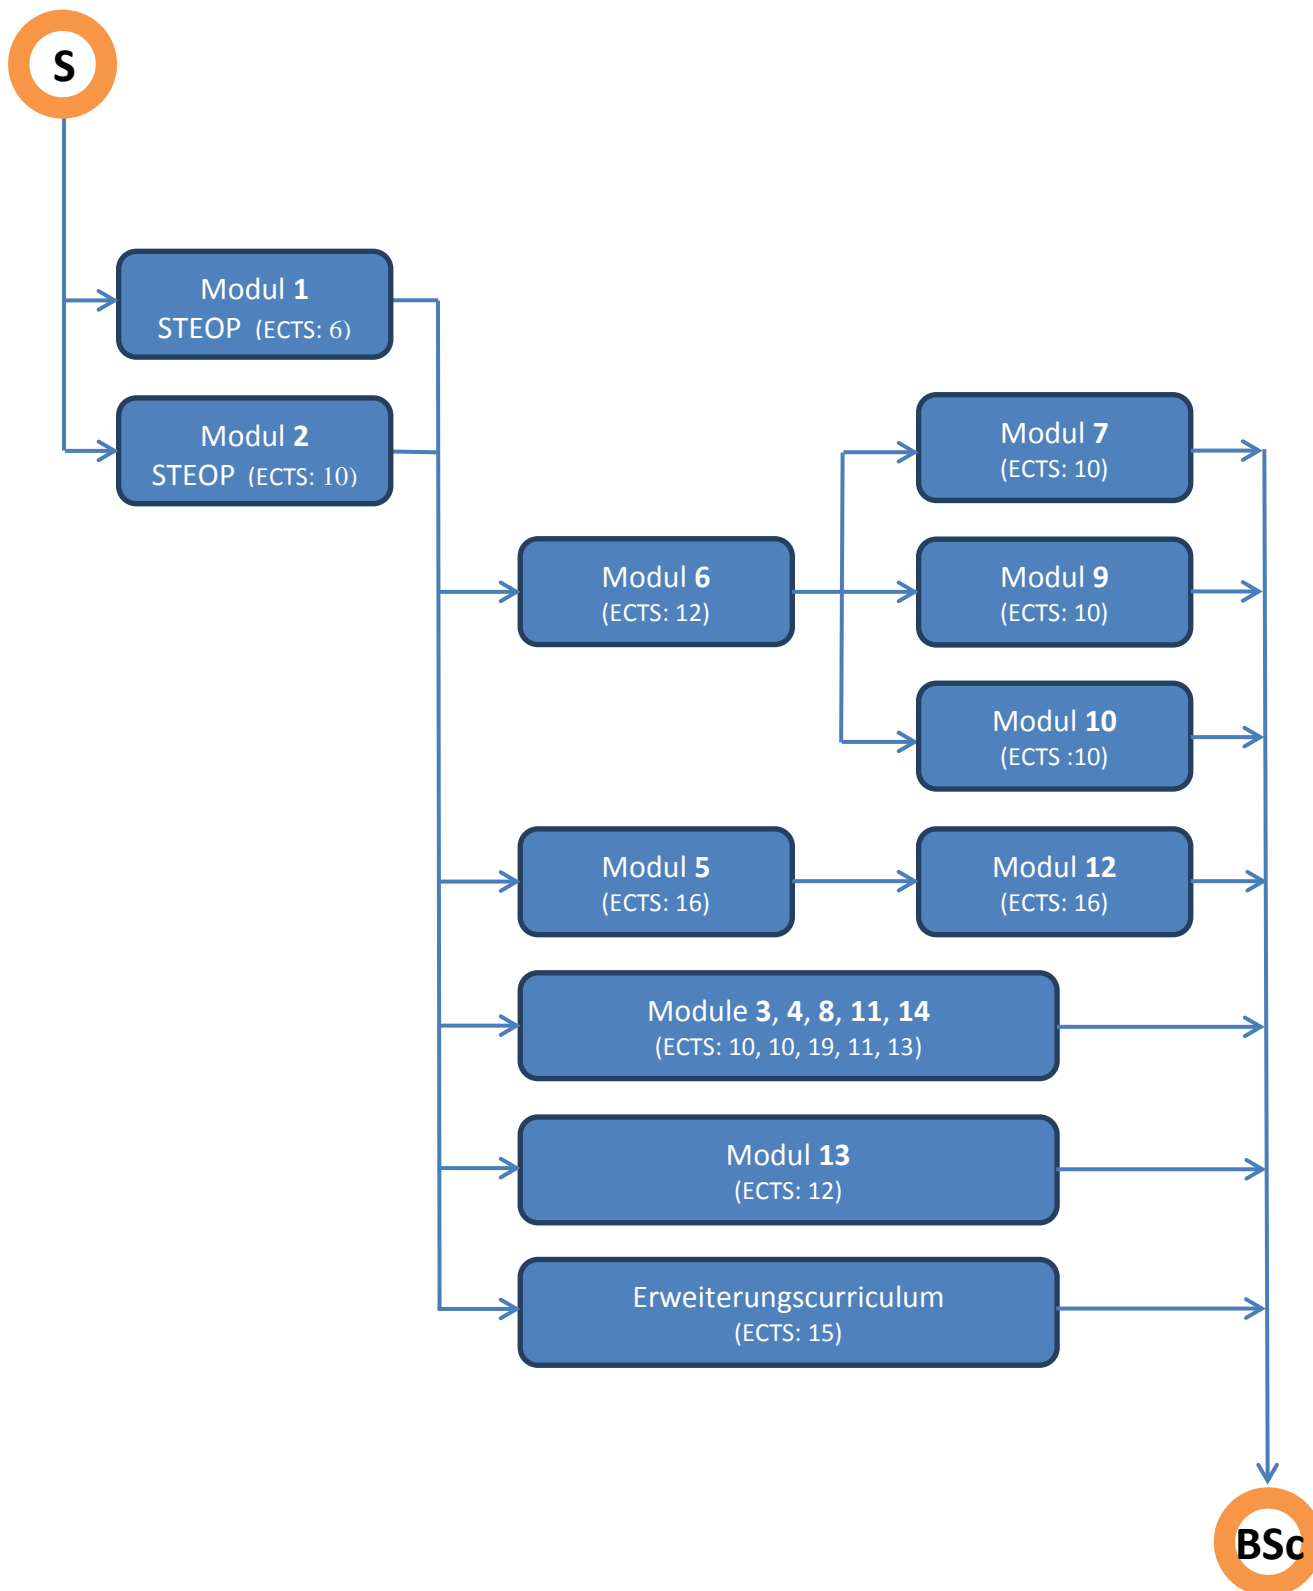 S
Modul 1
STEOP (ECTS: 6)
Modul 2
STEOP (ECTS: 10)
Modul 7
(ECTS: 10)
Modul 6
(ECTS: 12)
Modul 9
(ECTS: 10)
Modul 10
(ECTS :10)
Modul 5
(ECTS: 16)
Modul 12
(ECTS: 16)
Module 3, 4, 8, 11, 14
(ECTS: 10, 10, 19, 11, 13)
Modul 13
(ECTS: 12)
Erweiterungscurriculum
(ECTS: 15)
BSc